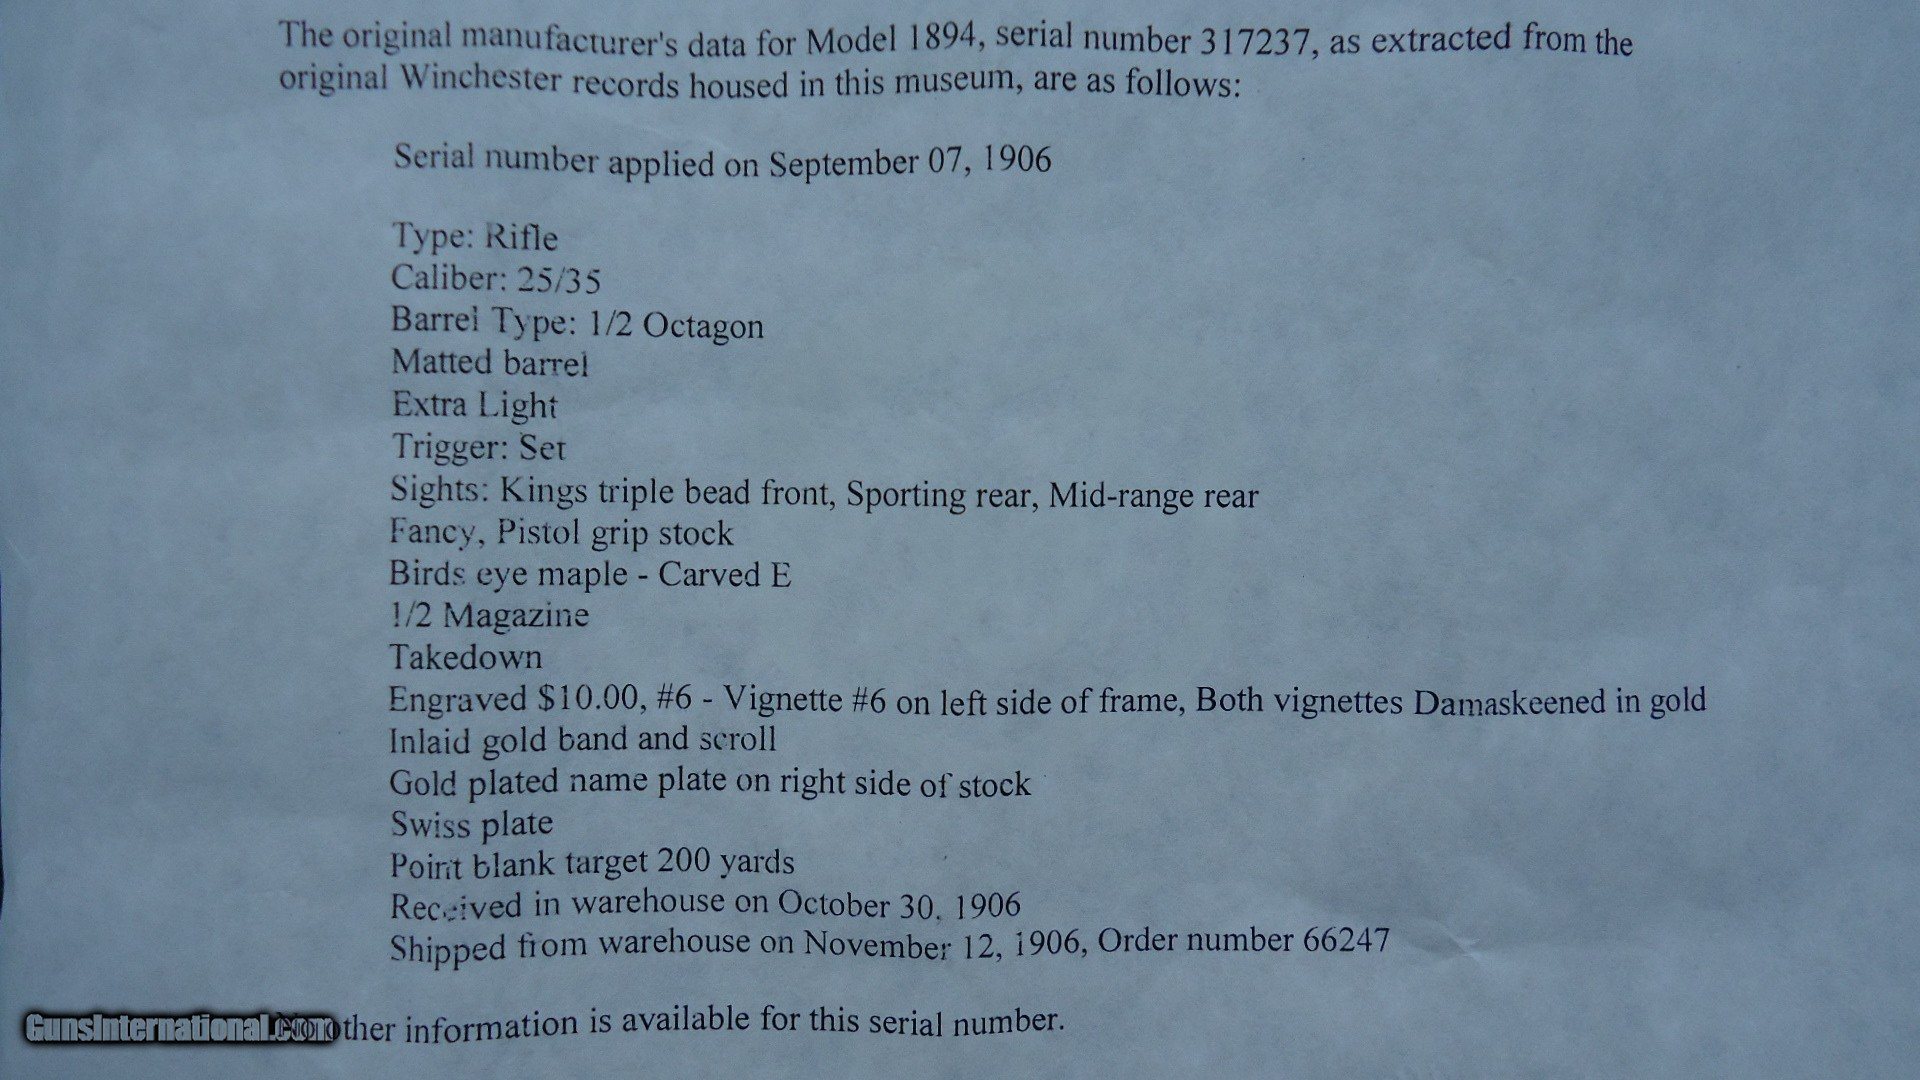 The original manufacturer's data for Model 1894, serial number 317237, as extracted from the
original Winchester records housed in this museum, are as follows:
Serial number applied on September 07, 1906
Type: Rifle
Caliber: 25/35
Barrel Type: 1/2 Octagon
Matted barrel
Extra Light
Trigger: Set
Sights: Kings triple bead front, Sporting rear, Mid-range rear
Fancy, Pistol grip stock
Birds eye maple - Carved E
1/2 Magazine
Takedown
Engraved $10.00, #6 - Vignette #6 on left side of frame, Both vignettes Damaskeened in gold
Inlaid gold band and scroll
Gold plated name plate on right side of stock
Swiss plate
Point blank target 200 yards
Received in warehouse on October 30, 1906
Shipped from warehouse on November 12, 1906, Order number 66247
No other information is available for this serial number.
GunsInternational.com